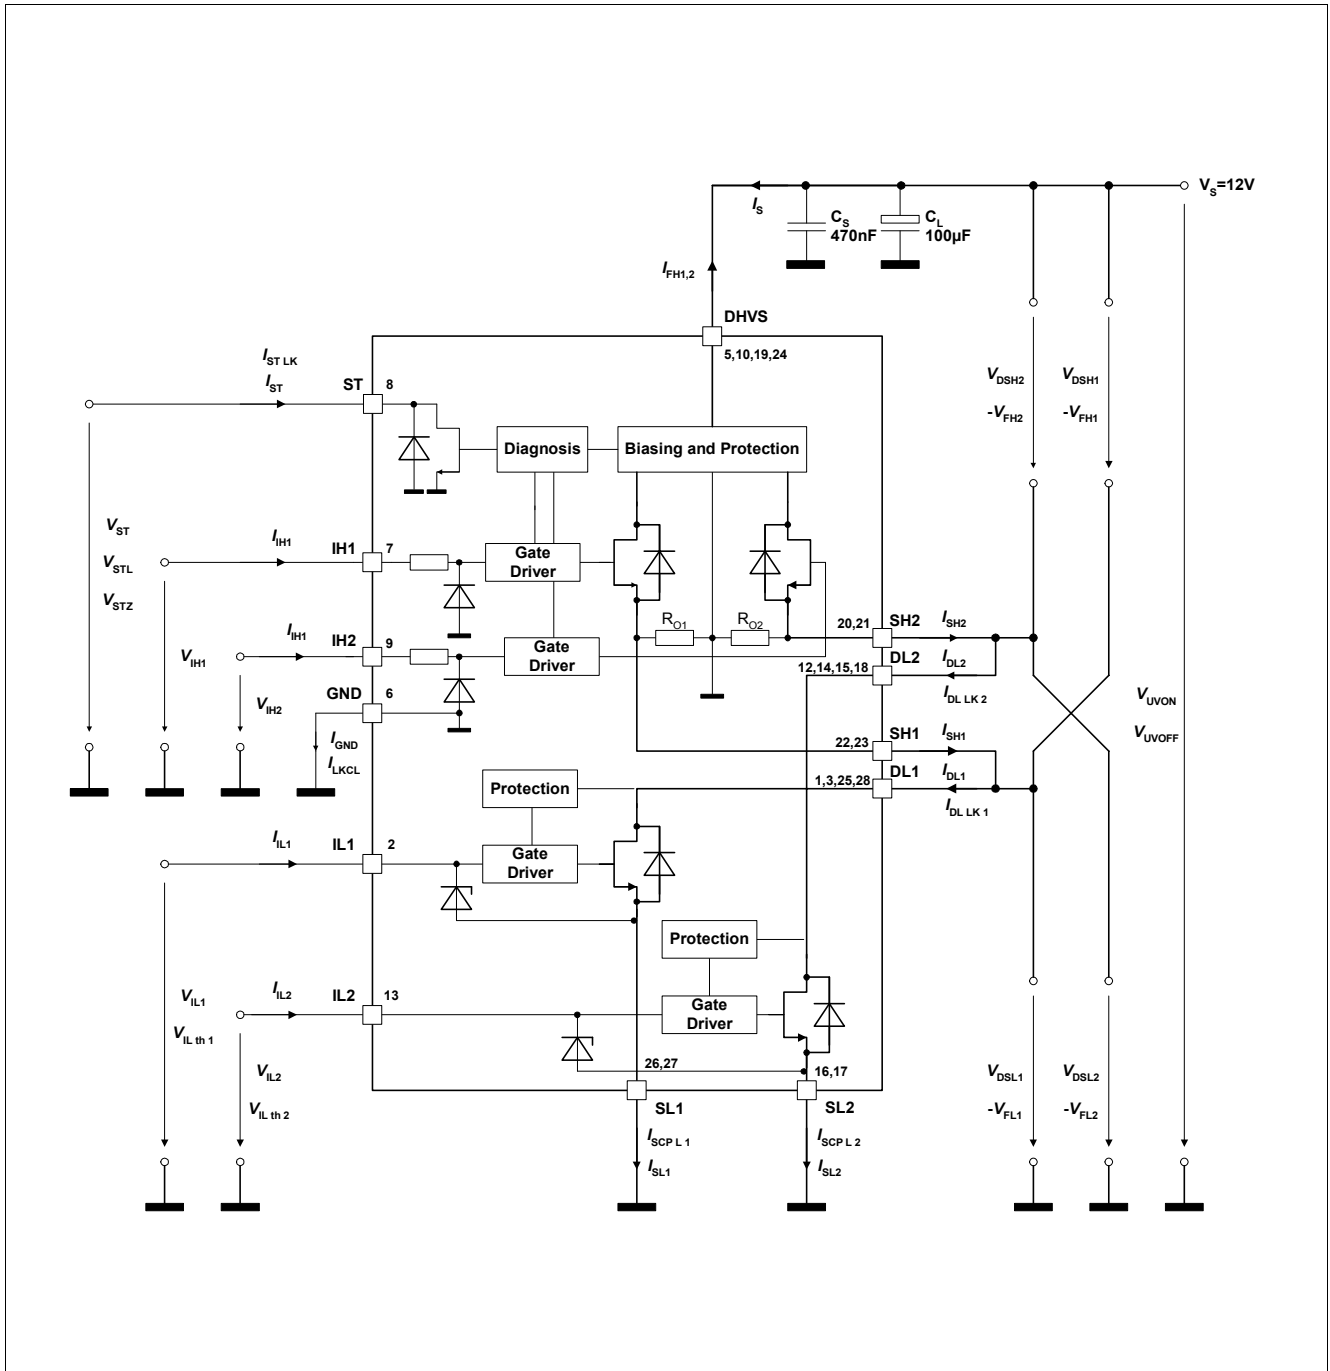 V_S=12V
I_S
C_S
470nF
C_L
100µF
I_FH1,2
DHVS
5,10,19,24
I_ST LK
I_ST
ST
8
V_DSH2
-V_FH2
V_DSH1
-V_FH1
Diagnosis
Biasing and Protection
V_ST
V_STL
V_STZ
I_IH1
IH1
7
Gate
Driver
R_O1
R_O2
20,21
SH2
I_SH2
I_IH1
IH2
9
Gate
Driver
V_IH1
12,14,15,18
DL2
I_DL2
I_DL LK 2
GND
6
V_IH2
V_UVON
V_UVOFF
I_GND
I_LKCL
22,23
SH1
I_SH1
1,3,25,28
DL1
I_DL1
I_DL LK 1
Protection
I_IL1
IL1
2
Gate
Driver
Protection
V_IL1
V_IL th 1
I_IL2
IL2
13
Gate
Driver
V_IL2
V_IL th 2
26,27
16,17
V_DSL1
-V_FL1
V_DSL2
-V_FL2
SL1
SL2
I_SCP L 1
I_SL1
I_SCP L 2
I_SL2